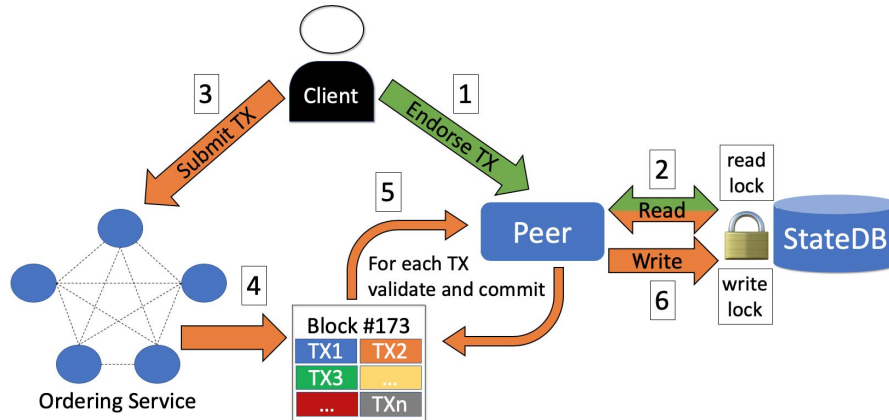 Client
3
1
Submit TX
Endorse TX
2
read
lock
5
Read
Peer
StateDB
Write
For each TX
validate and commit
4
6
write
lock
Block #173
TX1
TX2
TX3
...
...
TXn
Ordering Service